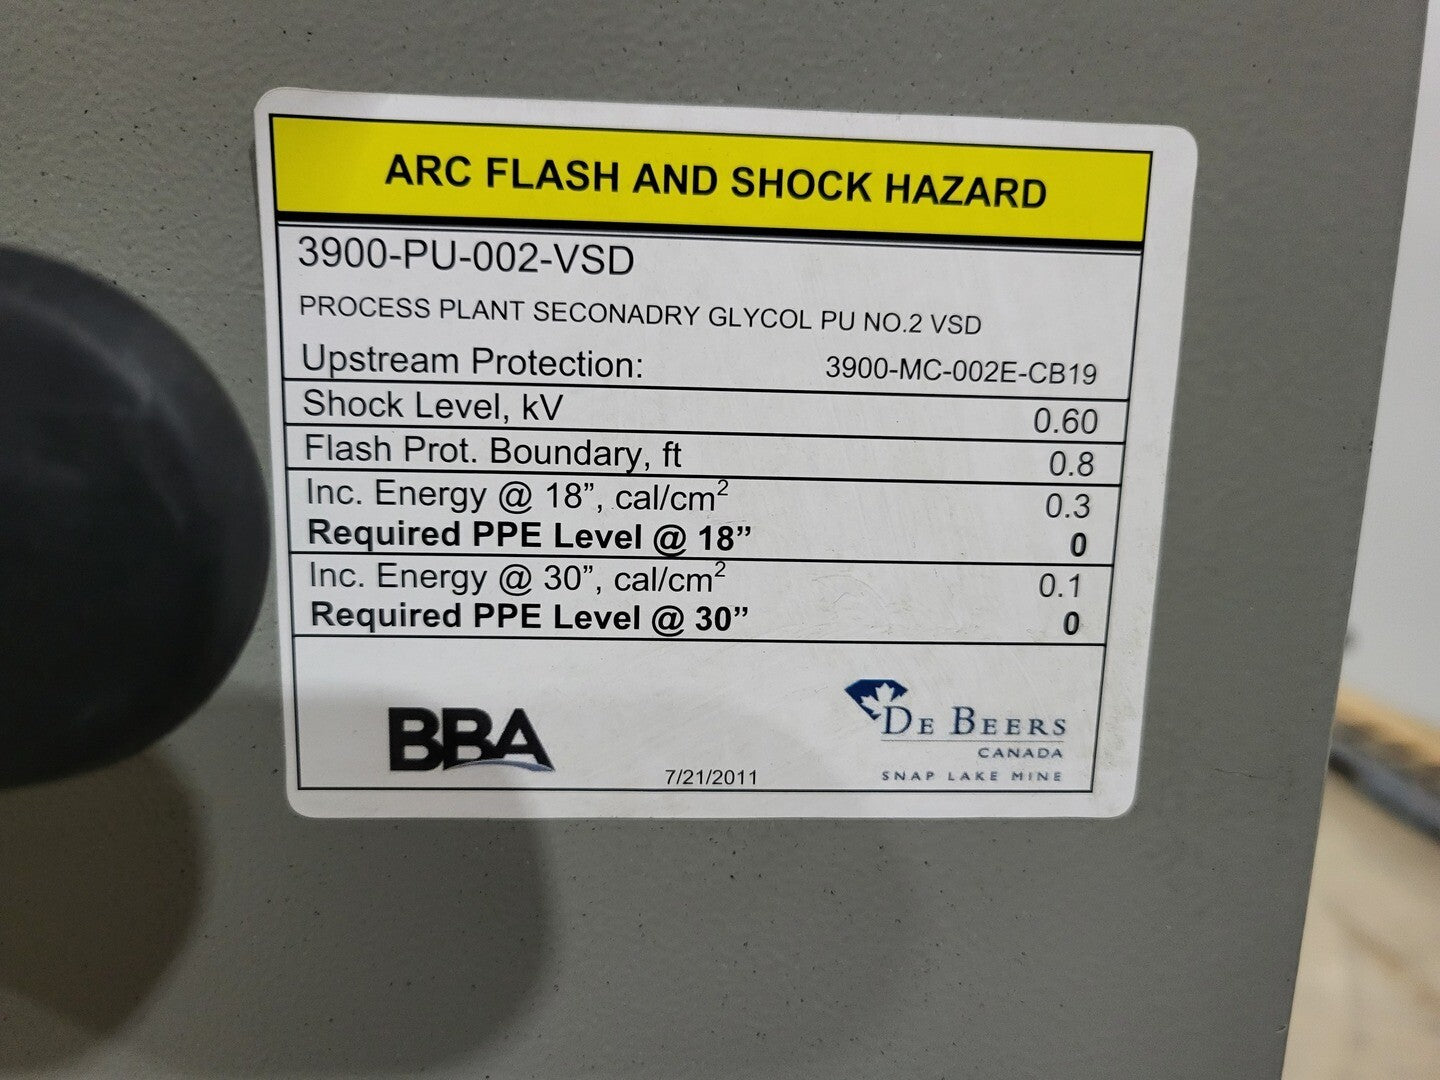 ARC FLASH AND SHOCK HAZARD
3900-PU-002-VSD
PROCESS PLANT SECONADRY GLYCOL PU NO.2 VSD
Upstream Protection: 3900-MC-002E-CB19
Shock Level, kV 0.60
Flash Prot. Boundary, ft 0.8
Inc. Energy @ 18”, cal/cm² 0.3
Required PPE Level @ 18” 0
Inc. Energy @ 30”, cal/cm² 0.1
Required PPE Level @ 30” 0
BBA
7/21/2011
DE BEERS
CANADA
SNAP LAKE MINE